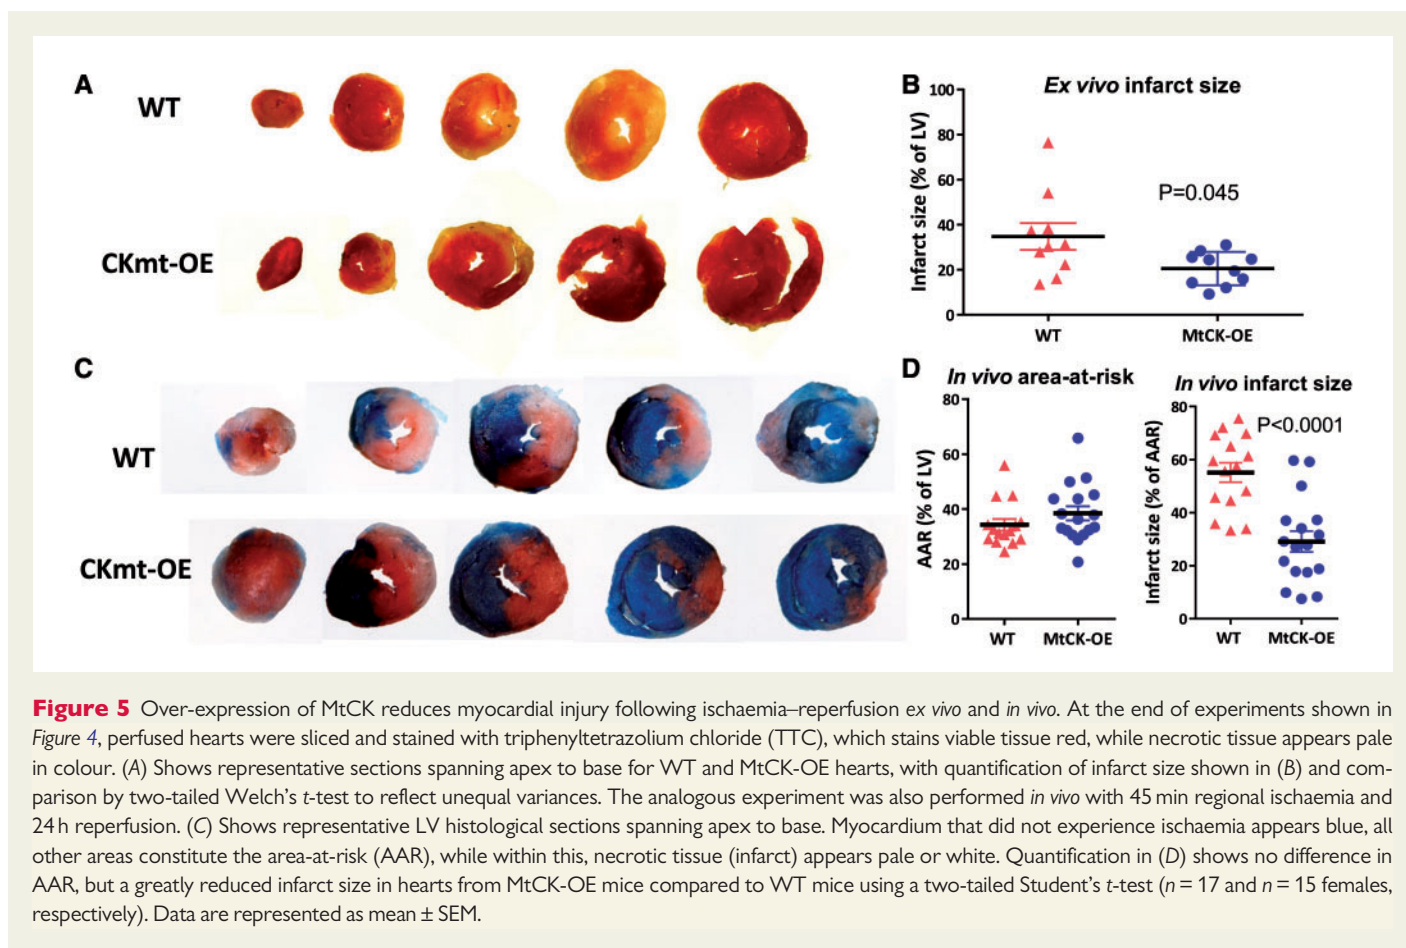 A
WT
CKmt-OE
B
Ex vivo infarct size
Infarct size (% of LV)
100
80
60
40
20
0
P=0.045
WT MtCK-OE
C
WT
CKmt-OE
D
In vivo area-at-risk
AAR (% of LV)
80
60
40
20
0
WT MtCK-OE
In vivo infarct size
Infarct size (% of AAR)
80
60
40
20
0
P<0.0001
WT MtCK-OE
Figure 5 Over-expression of MtCK reduces myocardial injury following ischaemia–reperfusion ex vivo and in vivo. At the end of experiments shown in
Figure 4, perfused hearts were sliced and stained with triphenyltetrazolium chloride (TTC), which stains viable tissue red, while necrotic tissue appears pale
in colour. (A) Shows representative sections spanning apex to base for WT and MtCK-OE hearts, with quantification of infarct size shown in (B) and com-
parison by two-tailed Welch's t-test to reflect unequal variances. The analogous experiment was also performed in vivo with 45 min regional ischaemia and
24 h reperfusion. (C) Shows representative LV histological sections spanning apex to base. Myocardium that did not experience ischaemia appears blue, all
other areas constitute the area-at-risk (AAR), while within this, necrotic tissue (infarct) appears pale or white. Quantification in (D) shows no difference in
AAR, but a greatly reduced infarct size in hearts from MtCK-OE mice compared to WT mice using a two-tailed Student's t-test (n = 17 and n = 15 females,
respectively). Data are represented as mean ± SEM.